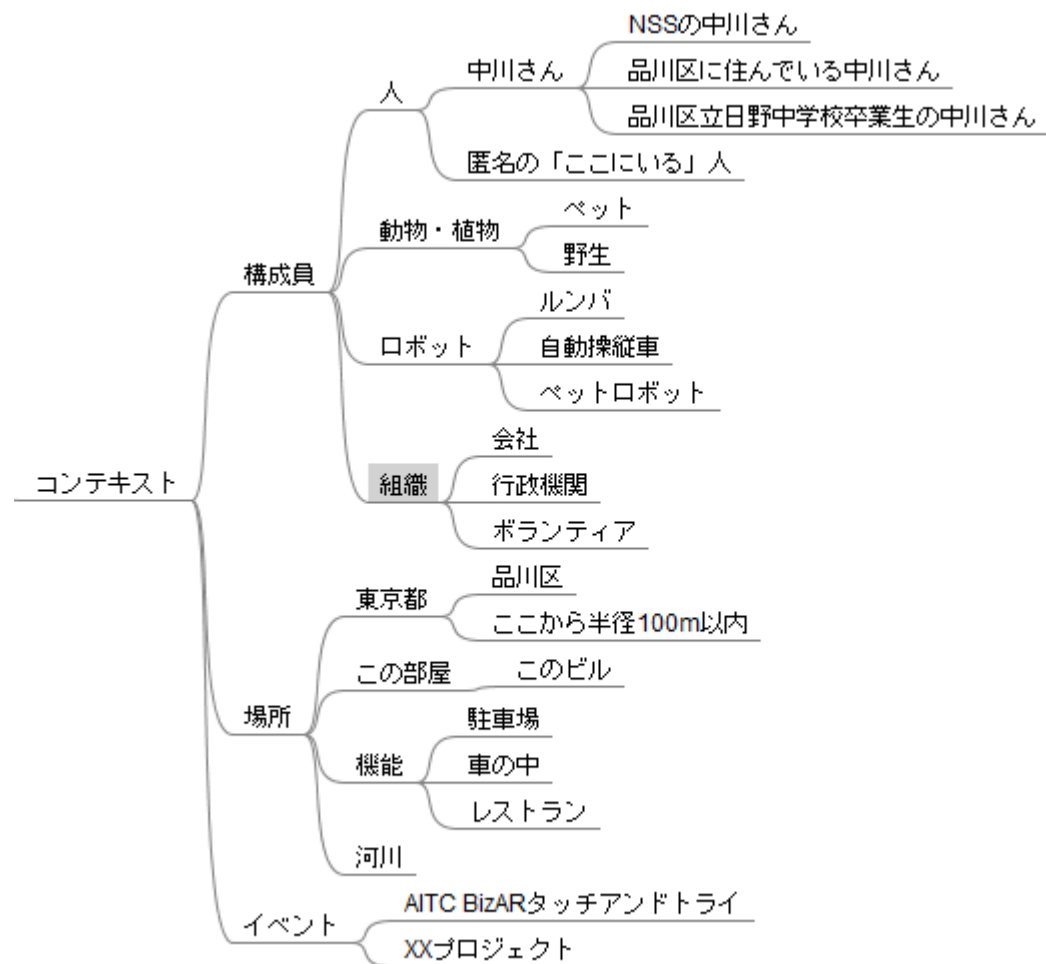 コンテキスト
構成員
人
中川さん
NSSの中川さん
品川区に住んでいる中川さん
品川区立日野中学校卒業生の中川さん
匿名の「ここにいる」人
動物・植物
ペット
野生
ロボット
ルンバ
自動操縦車
ペットロボット
組織
会社
行政機関
ボランティア
場所
東京都
品川区
ここから半径100m以内
この部屋
このビル
機能
駐車場
車の中
レストラン
河川
イベント
AITC BizARタッチアンドトライ
XXプロジェクト